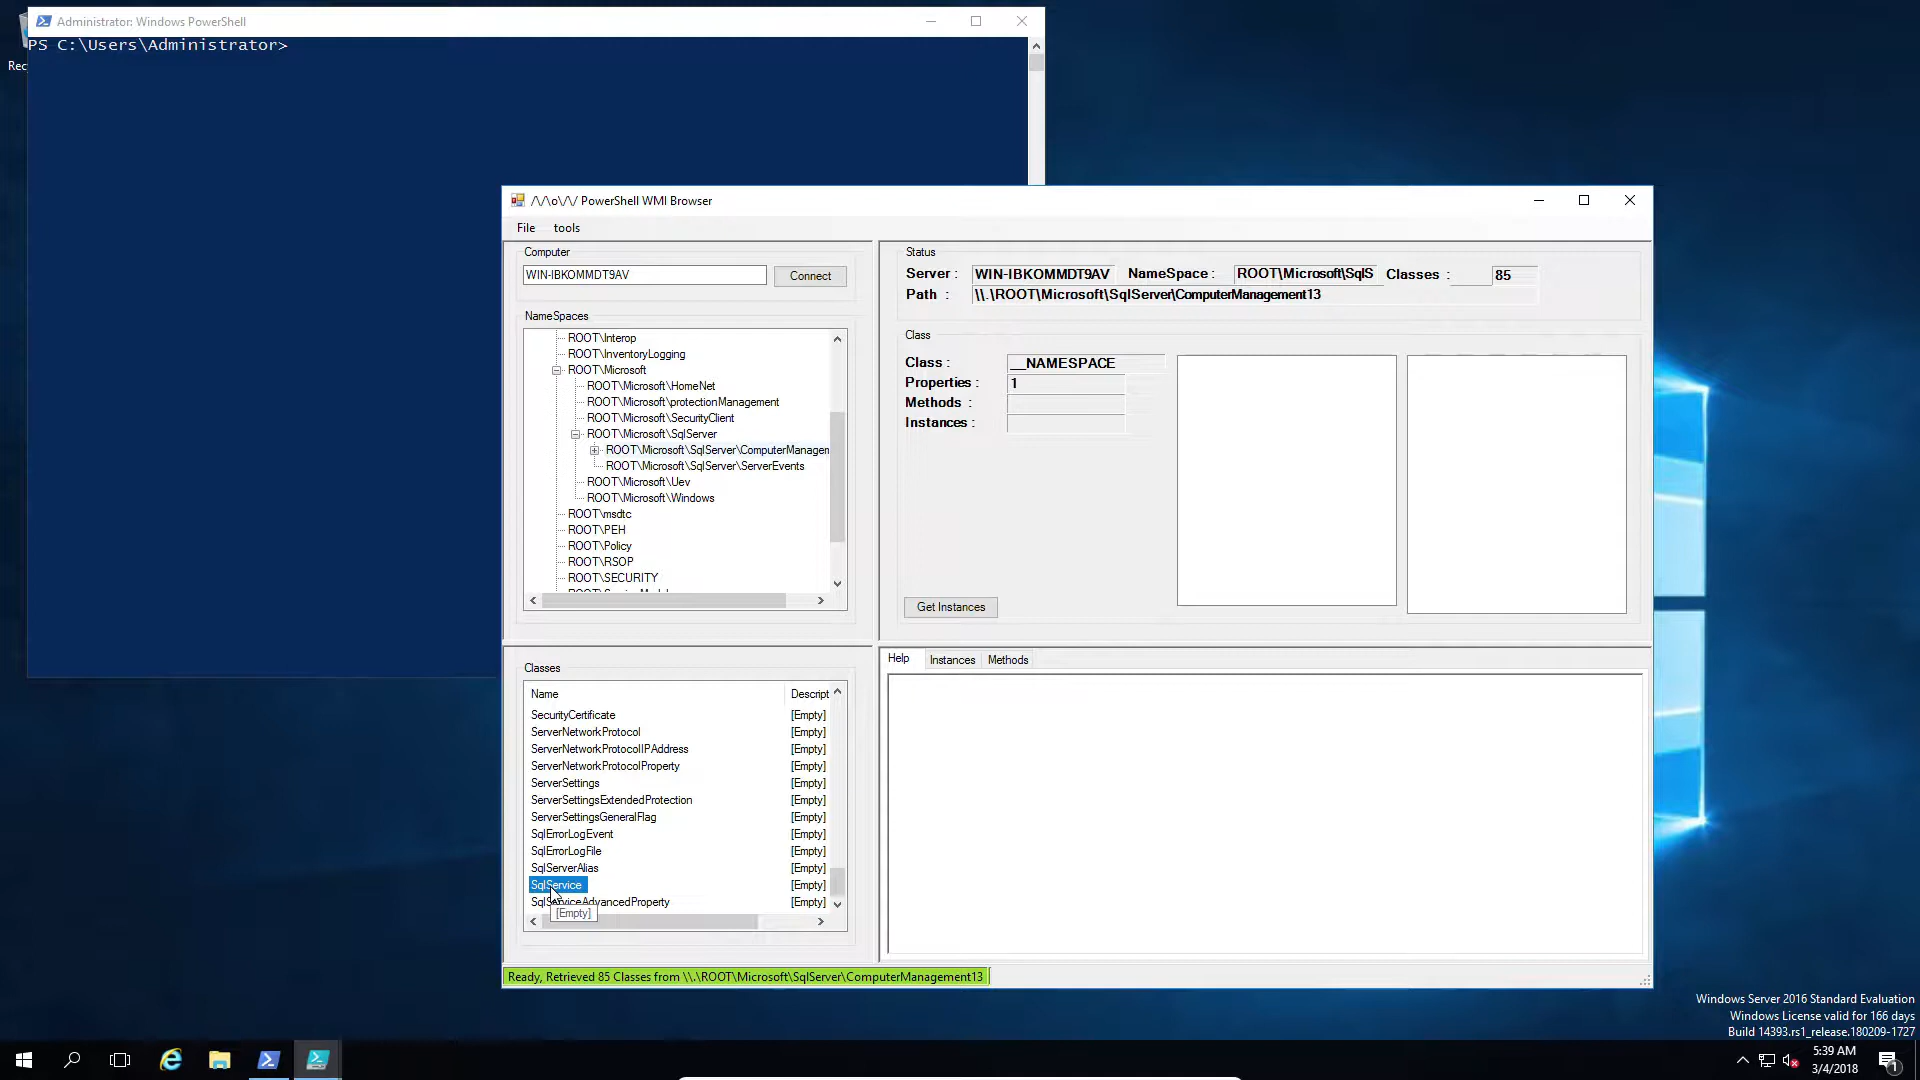 Administrator: Windows PowerShell
PS C:\Users\Administrator>
PowerShell WMI Browser
File tools
Computer
WIN-IBKOMMDT9AV Connect
NameSpaces
ROOT\Interop
ROOT\InventoryLogging
ROOT\Microsoft
ROOT\Microsoft\HomeNet
ROOT\Microsoft\protectionManagement
ROOT\Microsoft\SecurityClient
ROOT\Microsoft\SqlServer
ROOT\Microsoft\SqlServer\ComputerManagen
ROOT\Microsoft\SqlServer\ServerEvents
ROOT\Microsoft\Uev
ROOT\Microsoft\Windows
ROOT\msdtc
ROOT\PEH
ROOT\Policy
ROOT\RSOP
ROOT\SECURITY
Status
Server : WIN-IBKOMMDT9AV NameSpace : ROOT\Microsoft\SqlS Classes : 85
Path : \\.\ROOT\Microsoft\SqlServer\ComputerManagement13
Class
Class : __NAMESPACE
Properties : 1
Methods :
Instances :
Get Instances
Classes
Name Descript
SecurityCertificate [Empty]
ServerNetworkProtocol [Empty]
ServerNetworkProtocolIPAddress [Empty]
ServerNetworkProtocolProperty [Empty]
ServerSettings [Empty]
ServerSettingsExtendedProtection [Empty]
ServerSettingsGeneralFlag [Empty]
SqlErrorLogEvent [Empty]
SqlErrorLogFile [Empty]
SqlServerAlias [Empty]
SqlService [Empty]
SqlServiceAdvancedProperty [Empty]
[Empty]
Help Instances Methods
Ready, Retrieved 85 Classes from \\.\ROOT\Microsoft\SqlServer\ComputerManagement13
Windows Server 2016 Standard Evaluation
Windows License valid for 166 days
Build 14393.rs1_release.180209-1727
5:39 AM
3/4/2018
1